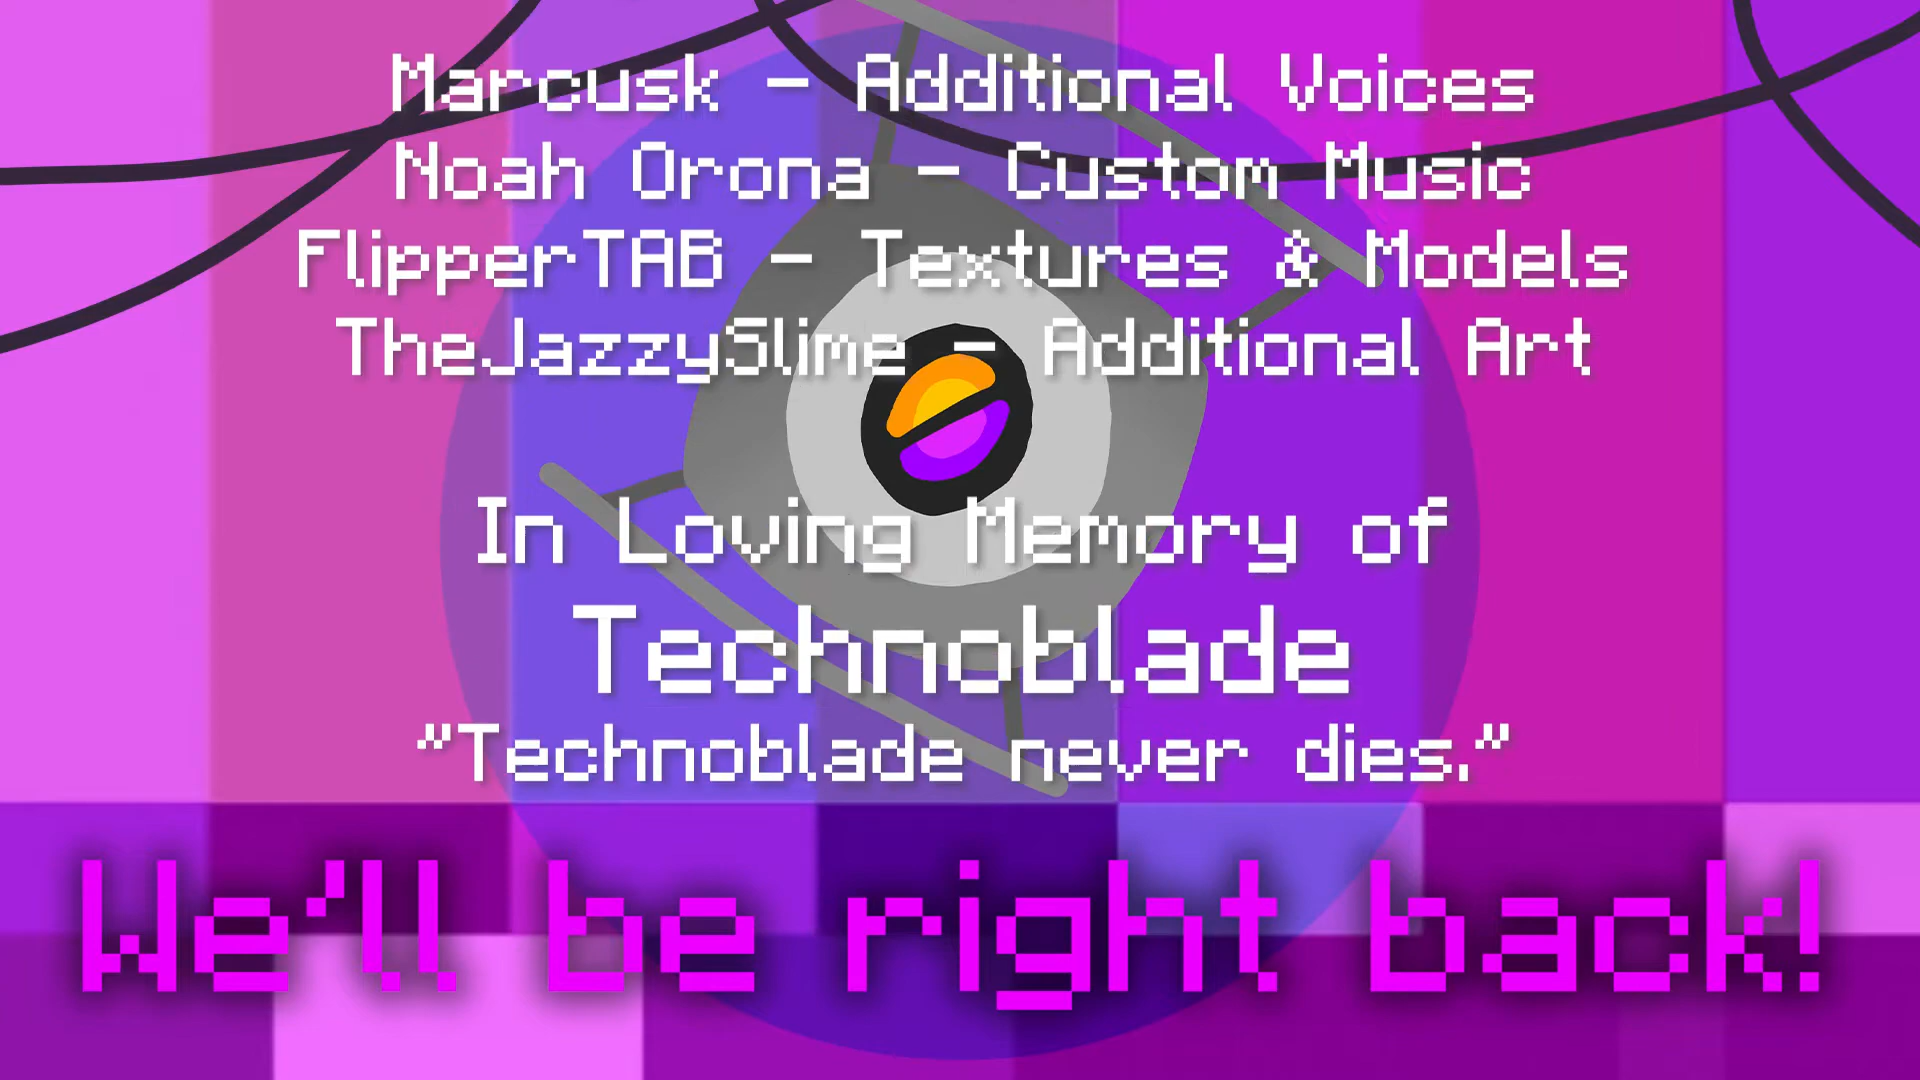 Marcusk - Additional Voices
Noah Orona - Custom Music
FlipperTAB - Textures & Models
TheJazzySlime - Additional Art
In Loving Memory of
Technoblade
"Technoblade never dies."
We'll be right back!